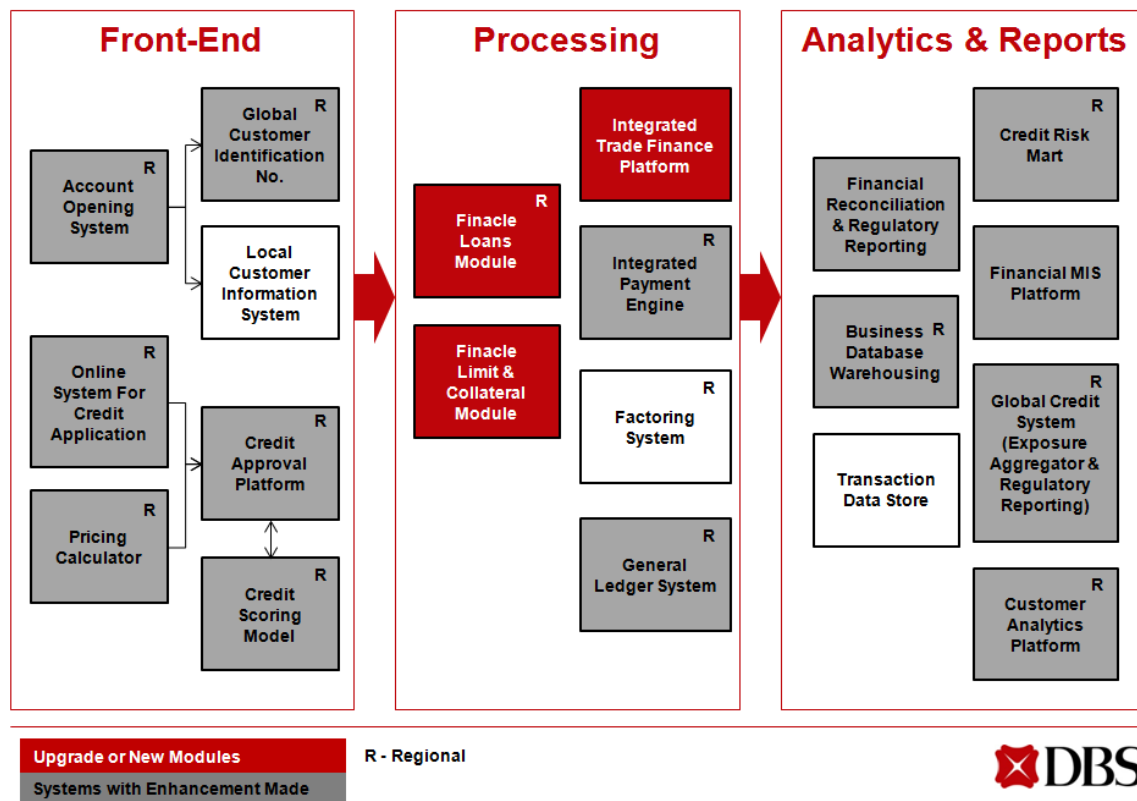 Front-End
R
Global
Customer
Identification
No.
R
Account
Opening
System
Local
Customer
Information
System
R
Online
System For
Credit
Application
R
Credit
Approval
Platform
R
Pricing
Calculator
R
Credit
Scoring
Model
Processing
Integrated
Trade Finance
Platform
R
Finacle
Loans
Module
R
Integrated
Payment
Engine
Finacle
Limit &
Collateral
Module
R
Factoring
System
R
General
Ledger System
Analytics & Reports
R
Credit Risk
Mart
Financial
Reconciliation
& Regulatory
Reporting
Financial MIS
Platform
R
Business
Database
Warehousing
R
Global Credit
System
(Exposure
Aggregator &
Regulatory
Reporting)
Transaction
Data Store
R
Customer
Analytics
Platform
Upgrade or New Modules
R - Regional
Systems with Enhancement Made
DBS